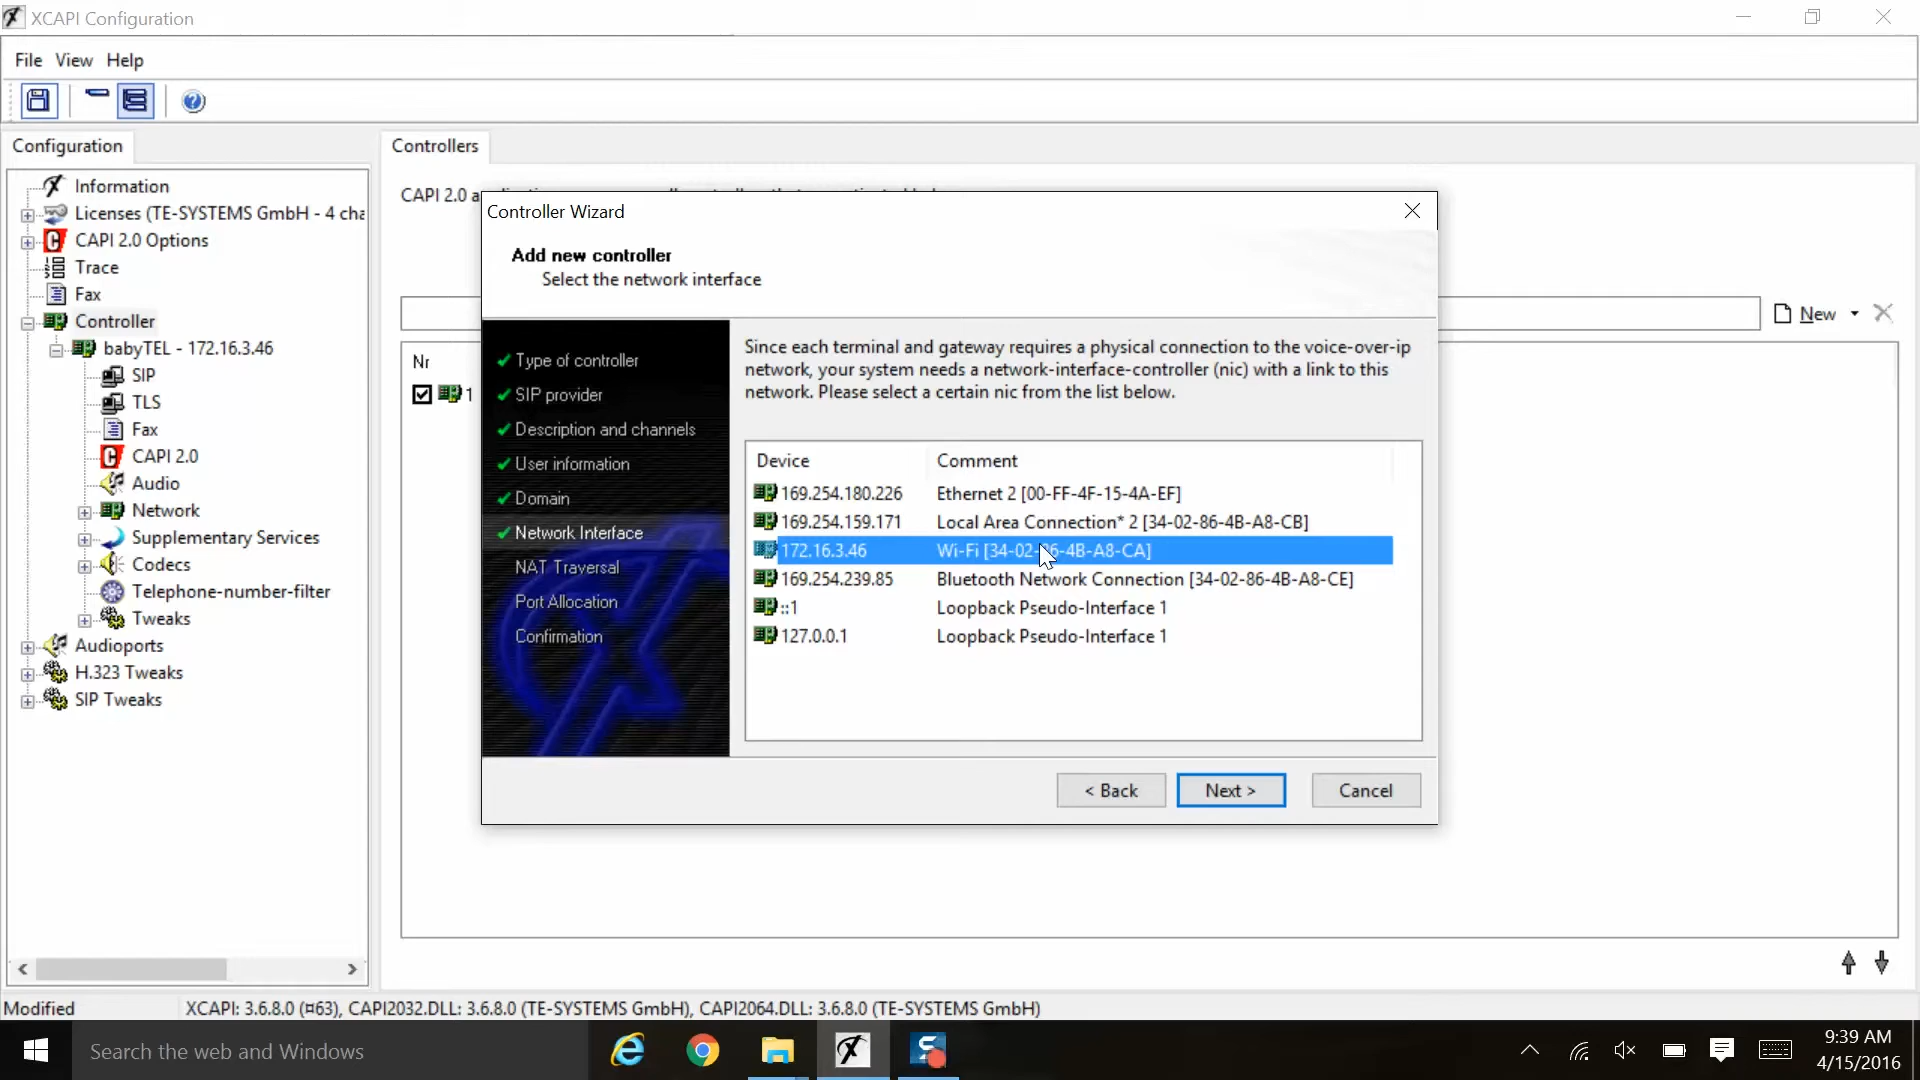 XCAPI Configuration
File View Help
Configuration
Controllers
Information
Licenses (TE-SYSTEMS GmbH - 4 cha
CAPI 2.0 Options
Trace
Fax
Controller
babyTEL - 172.16.3.46
SIP
TLS
Fax
CAPI 2.0
Audio
Network
Supplementary Services
Codecs
Telephone-number-filter
Tweaks
Audioports
H.323 Tweaks
SIP Tweaks
CAPI 2.0 a
New
Nr
1
Controller Wizard
Add new controller
Select the network interface
Type of controller
SIP provider
Description and channels
User information
Domain
Network Interface
NAT Traversal
Port Allocation
Confirmation
Since each terminal and gateway requires a physical connection to the voice-over-ip
network, your system needs a network-interface-controller (nic) with a link to this
network. Please select a certain nic from the list below.
Device Comment
169.254.180.226 Ethernet 2 [00-FF-4F-15-4A-EF]
169.254.159.171 Local Area Connection* 2 [34-02-86-4B-A8-CB]
172.16.3.46 Wi-Fi [34-02-86-4B-A8-CA]
169.254.239.85 Bluetooth Network Connection [34-02-86-4B-A8-CE]
::1 Loopback Pseudo-Interface 1
127.0.0.1 Loopback Pseudo-Interface 1
< Back Next > Cancel
Modified XCAPI: 3.6.8.0 (¤63), CAPI2032.DLL: 3.6.8.0 (TE-SYSTEMS GmbH), CAPI2064.DLL: 3.6.8.0 (TE-SYSTEMS GmbH)
Search the web and Windows
9:39 AM
4/15/2016